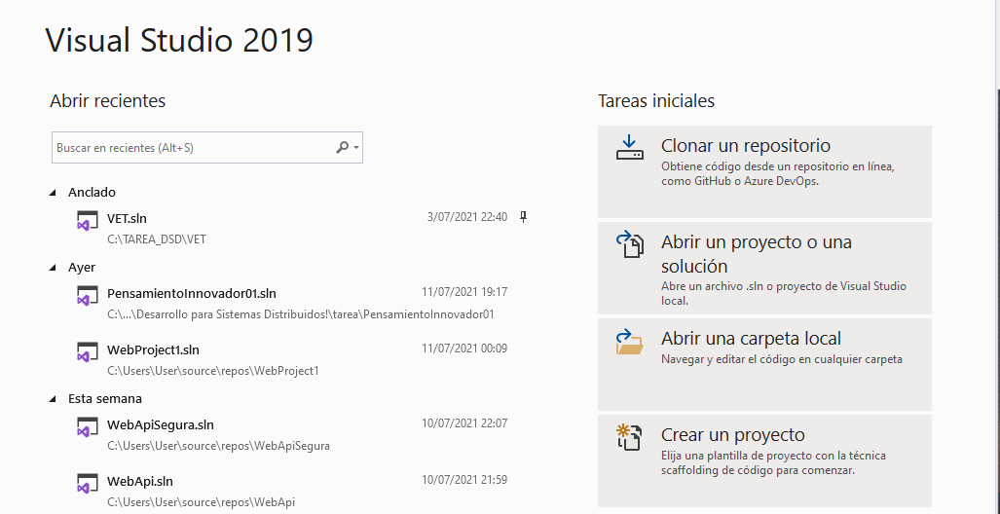 Visual Studio 2019
Abrir recientes
Buscar en recientes (Alt+S)
Anclado
VET.sln 3/07/2021 22:40
C:\TAREA_DSD\VET
Ayer
PensamientoInnovador01.sln 11/07/2021 19:17
C:\...\Desarrollo para Sistemas Distribuidos!\tarea\PensamientoInnovador01
WebProject1.sln 11/07/2021 00:09
C:\Users\User\source\repos\WebProject1
Esta semana
WebApiSegura.sln 10/07/2021 22:07
C:\Users\User\source\repos\WebApiSegura
WebApi.sln 10/07/2021 21:59
C:\Users\User\source\repos\WebApi
Tareas iniciales
Clonar un repositorio
Obtiene código desde un repositorio en línea,
como GitHub o Azure DevOps.
Abrir un proyecto o una
solución
Abre un archivo .sln o proyecto de Visual Studio
local.
Abrir una carpeta local
Navegar y editar el código en cualquier carpeta
Crear un proyecto
Elija una plantilla de proyecto con la técnica
scaffolding de código para comenzar.